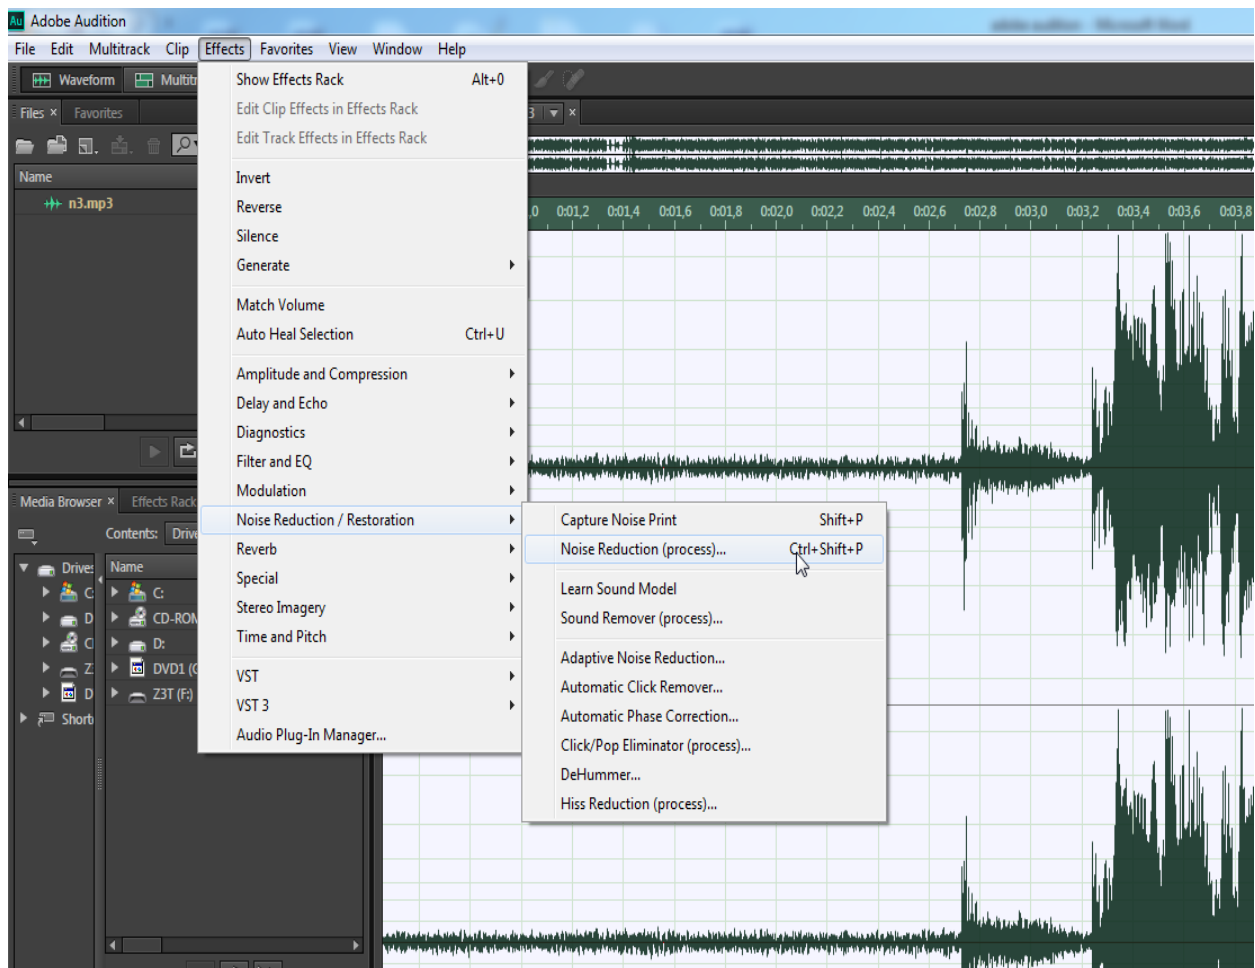 Au Adobe Audition
File Edit Multitrack Clip Effects Favorites View Window Help
Waveform Multitr
Files × Favorites
3 ×
Name
n3.mp3
,0 0:01,2 0:01,4 0:01,6 0:01,8 0:02,0 0:02,2 0:02,4 0:02,6 0:02,8 0:03,0 0:03,2 0:03,4 0:03,6 0:03,8
Show Effects Rack Alt+0
Edit Clip Effects in Effects Rack
Edit Track Effects in Effects Rack
Invert
Reverse
Silence
Generate
Match Volume
Auto Heal Selection Ctrl+U
Amplitude and Compression
Delay and Echo
Diagnostics
Filter and EQ
Modulation
Noise Reduction / Restoration
Reverb
Special
Stereo Imagery
Time and Pitch
VST
VST 3
Audio Plug-In Manager...
Capture Noise Print Shift+P
Noise Reduction (process)... Ctrl+Shift+P
Learn Sound Model
Sound Remover (process)...
Adaptive Noise Reduction...
Automatic Click Remover...
Automatic Phase Correction...
Click/Pop Eliminator (process)...
DeHummer...
Hiss Reduction (process)...
Media Browser × Effects Rack
Contents: Drive
Drives Name
C: C:
D CD-ROM
D:
Z DVD1 (
D Z3T (F:)
Short